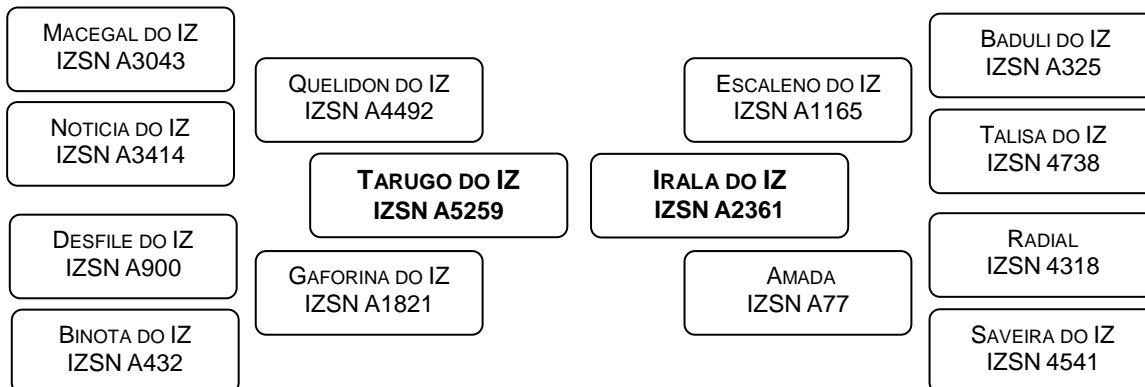 MACEGAL DO IZ
IZSN A3043
NOTICIA DO IZ
IZSN A3414
DESFILE DO IZ
IZSN A900
BINOTA DO IZ
IZSN A432
QUELIDON DO IZ
IZSN A4492
GAFORINA DO IZ
IZSN A1821
TARUGO DO IZ
IZSN A5259
IRALA DO IZ
IZSN A2361
ESCALENO DO IZ
IZSN A1165
AMADA
IZSN A77
BADULI DO IZ
IZSN A325
TALISA DO IZ
IZSN 4738
RADIAL
IZSN 4318
SAVEIRA DO IZ
IZSN 4541